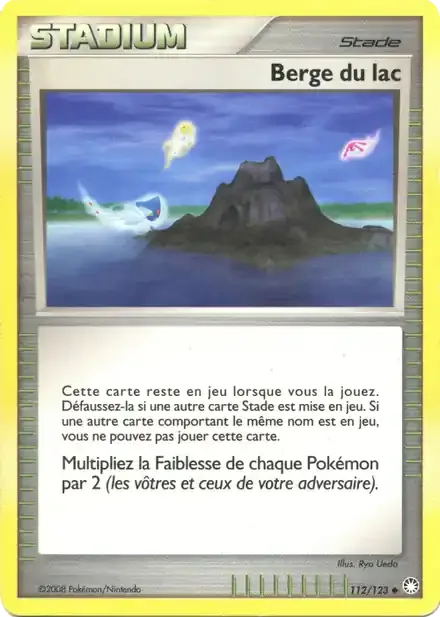 STADIUM
Stade
Berge du lac
Cette carte reste en jeu lorsque vous la jouez.
Défaussez-la si une autre carte Stade est mise en jeu. Si
une autre carte comportant le même nom est en jeu,
vous ne pouvez pas jouer cette carte.
Multipliez la Faiblesse de chaque Pokémon
par 2 (les vôtres et ceux de votre adversaire).
Illus. Ryo Ueda
©2008 Pokémon/Nintendo
112/123